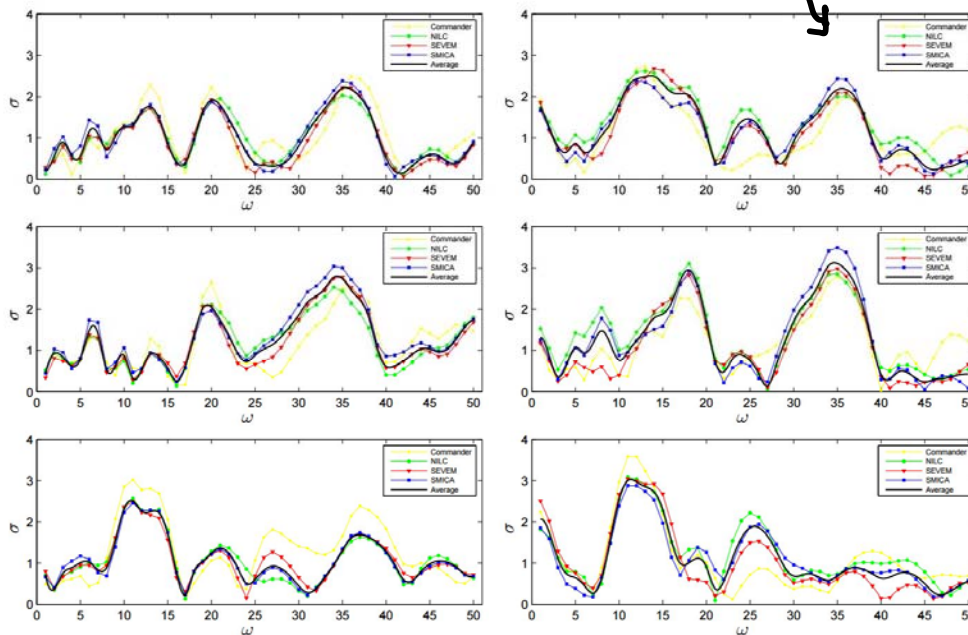 4 4
Commander Commander
NILC NILC
3 SEVEM 3 SEVEM
SMICA SMICA
Average Average
σ 2 σ 2
1 1
0 0
0 5 10 15 20 25 30 35 40 45 50 0 5 10 15 20 25 30 35 40 45 50
ω ω
4 4
Commander Commander
NILC NILC
3 SEVEM 3 SEVEM
SMICA SMICA
Average Average
σ 2 σ 2
1 1
0 0
0 5 10 15 20 25 30 35 40 45 50 0 5 10 15 20 25 30 35 40 45 50
ω ω
4 4
Commander Commander
NILC NILC
3 SEVEM 3 SEVEM
SMICA SMICA
Average Average
σ 2 σ 2
1 1
0 0
0 5 10 15 20 25 30 35 40 45 50 0 5 10 15 20 25 30 35 40 45 50
ω ω